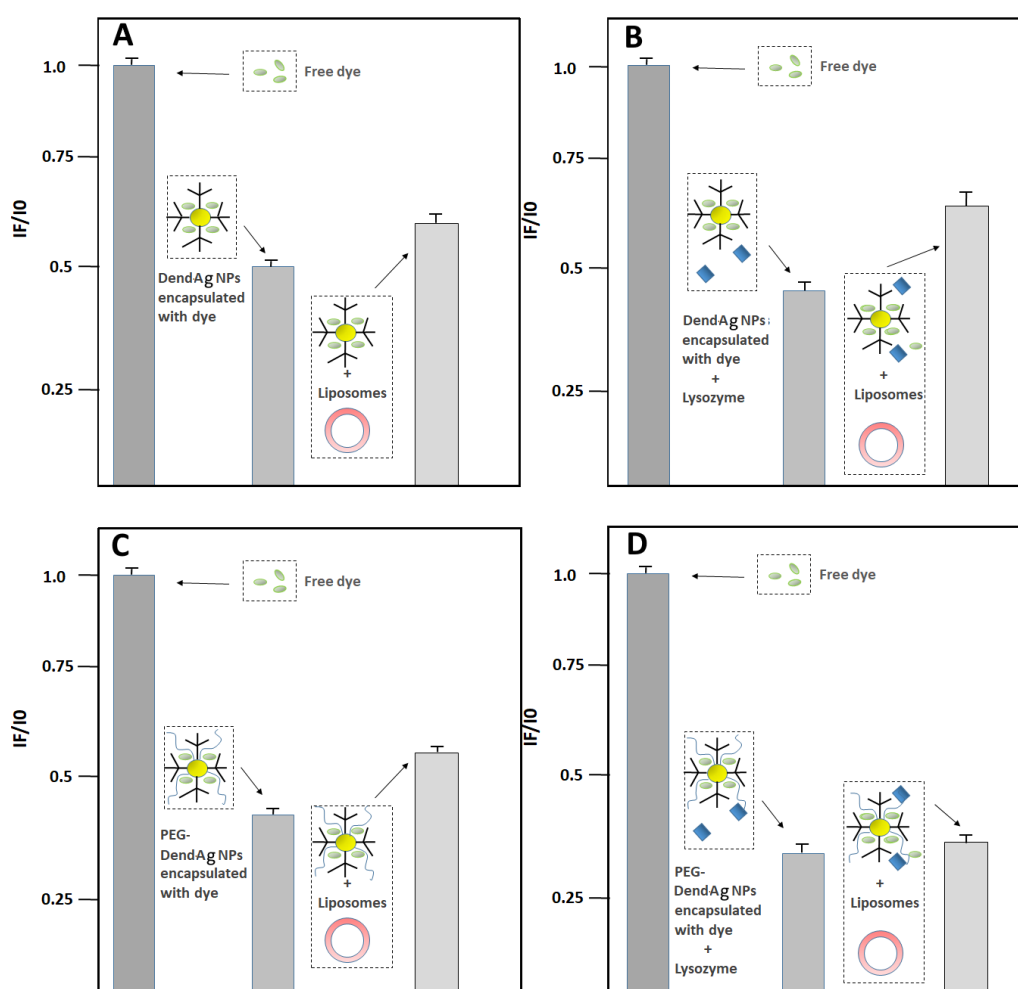 A
IF/I0
1.0
0.75
0.5
0.25
Free dye
DendAg NPs
encapsulated
with dye
+
Liposomes
B
IF/I0
1.0
0.75
0.5
0.25
Free dye
DendAg NPs
encapsulated
with dye
+
Lysozyme
+
Liposomes
C
IF/I0
1.0
0.75
0.5
0.25
Free dye
PEG-
DendAg NPs
encapsulated
with dye
+
Liposomes
D
IF/I0
1.0
0.75
0.5
0.25
Free dye
PEG-
DendAg NPs
encapsulated
with dye
+
Lysozyme
+
Liposomes